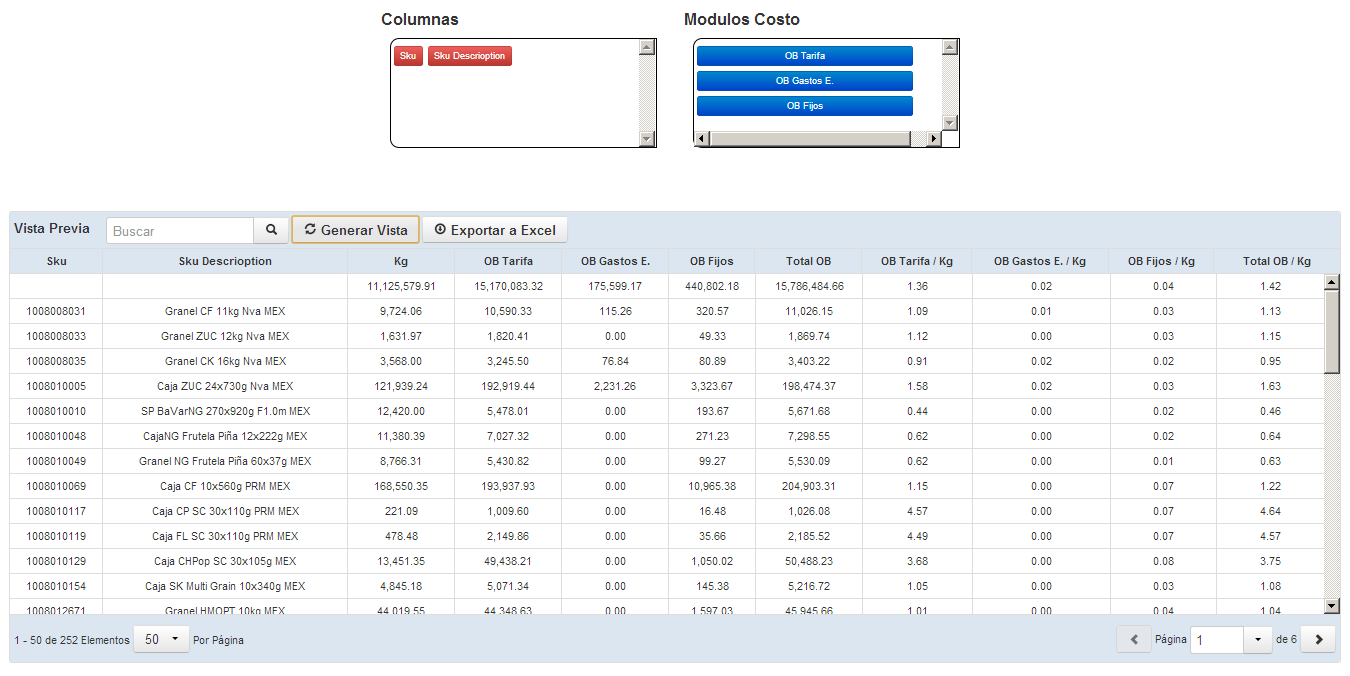 Columnas Modulos Costo
Sku Sku Descrioption OB Tarifa
OB Gastos E.
OB Fijos
Vista Previa Buscar Generar Vista Exportar a Excel
Sku Sku Descrioption Kg OB Tarifa OB Gastos E. OB Fijos Total OB OB Tarifa / Kg OB Gastos E. / Kg OB Fijos / Kg Total OB / Kg
11,125,579.91 15,170,083.32 175,599.17 440,802.18 15,786,484.66 1.36 0.02 0.04 1.42
1008008031 Granel CF 11kg Nva MEX 9,724.06 10,590.33 115.26 320.57 11,026.15 1.09 0.01 0.03 1.13
1008008033 Granel ZUC 12kg Nva MEX 1,631.97 1,820.41 0.00 49.33 1,869.74 1.12 0.00 0.03 1.15
1008008035 Granel CK 16kg Nva MEX 3,568.00 3,245.50 76.84 80.89 3,403.22 0.91 0.02 0.02 0.95
1008010005 Caja ZUC 24x730g Nva MEX 121,939.24 192,919.44 2,231.26 3,323.67 198,474.37 1.58 0.02 0.03 1.63
1008010010 SP BaVarNG 270x920g F1.0m MEX 12,420.00 5,478.01 0.00 193.67 5,671.68 0.44 0.00 0.02 0.46
1008010048 CajaNG Frutela Piña 12x222g MEX 11,380.39 7,027.32 0.00 271.23 7,298.55 0.62 0.00 0.02 0.64
1008010049 Granel NG Frutela Piña 60x37g MEX 8,766.31 5,430.82 0.00 99.27 5,530.09 0.62 0.00 0.01 0.63
1008010069 Caja CF 10x560g PRM MEX 168,550.35 193,937.93 0.00 10,965.38 204,903.31 1.15 0.00 0.07 1.22
1008010117 Caja CP SC 30x110g PRM MEX 221.09 1,009.60 0.00 16.48 1,026.08 4.57 0.00 0.07 4.64
1008010119 Caja FL SC 30x110g PRM MEX 478.48 2,149.86 0.00 35.66 2,185.52 4.49 0.00 0.07 4.57
1008010129 Caja CHPop SC 30x105g MEX 13,451.35 49,438.21 0.00 1,050.02 50,488.23 3.68 0.00 0.08 3.75
1008010154 Caja SK Multi Grain 10x340g MEX 4,845.18 5,071.34 0.00 145.38 5,216.72 1.05 0.00 0.03 1.08
1008012671 Granel HMOPT 10kg MEX 44,019.55 44,348.63 0.00 1,597.03 45,945.66 1.01 0.00 0.04 1.04
1 - 50 de 252 Elementos 50 Por Página Página 1 de 6